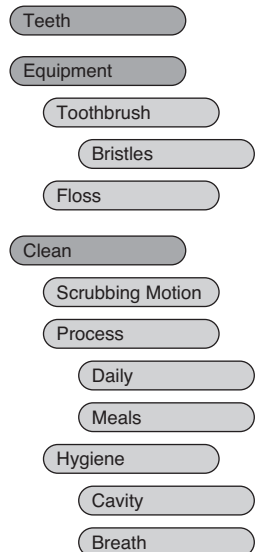 Teeth
Equipment
Toothbrush
Bristles
Floss
Clean
Scrubbing Motion
Process
Daily
Meals
Hygiene
Cavity
Breath